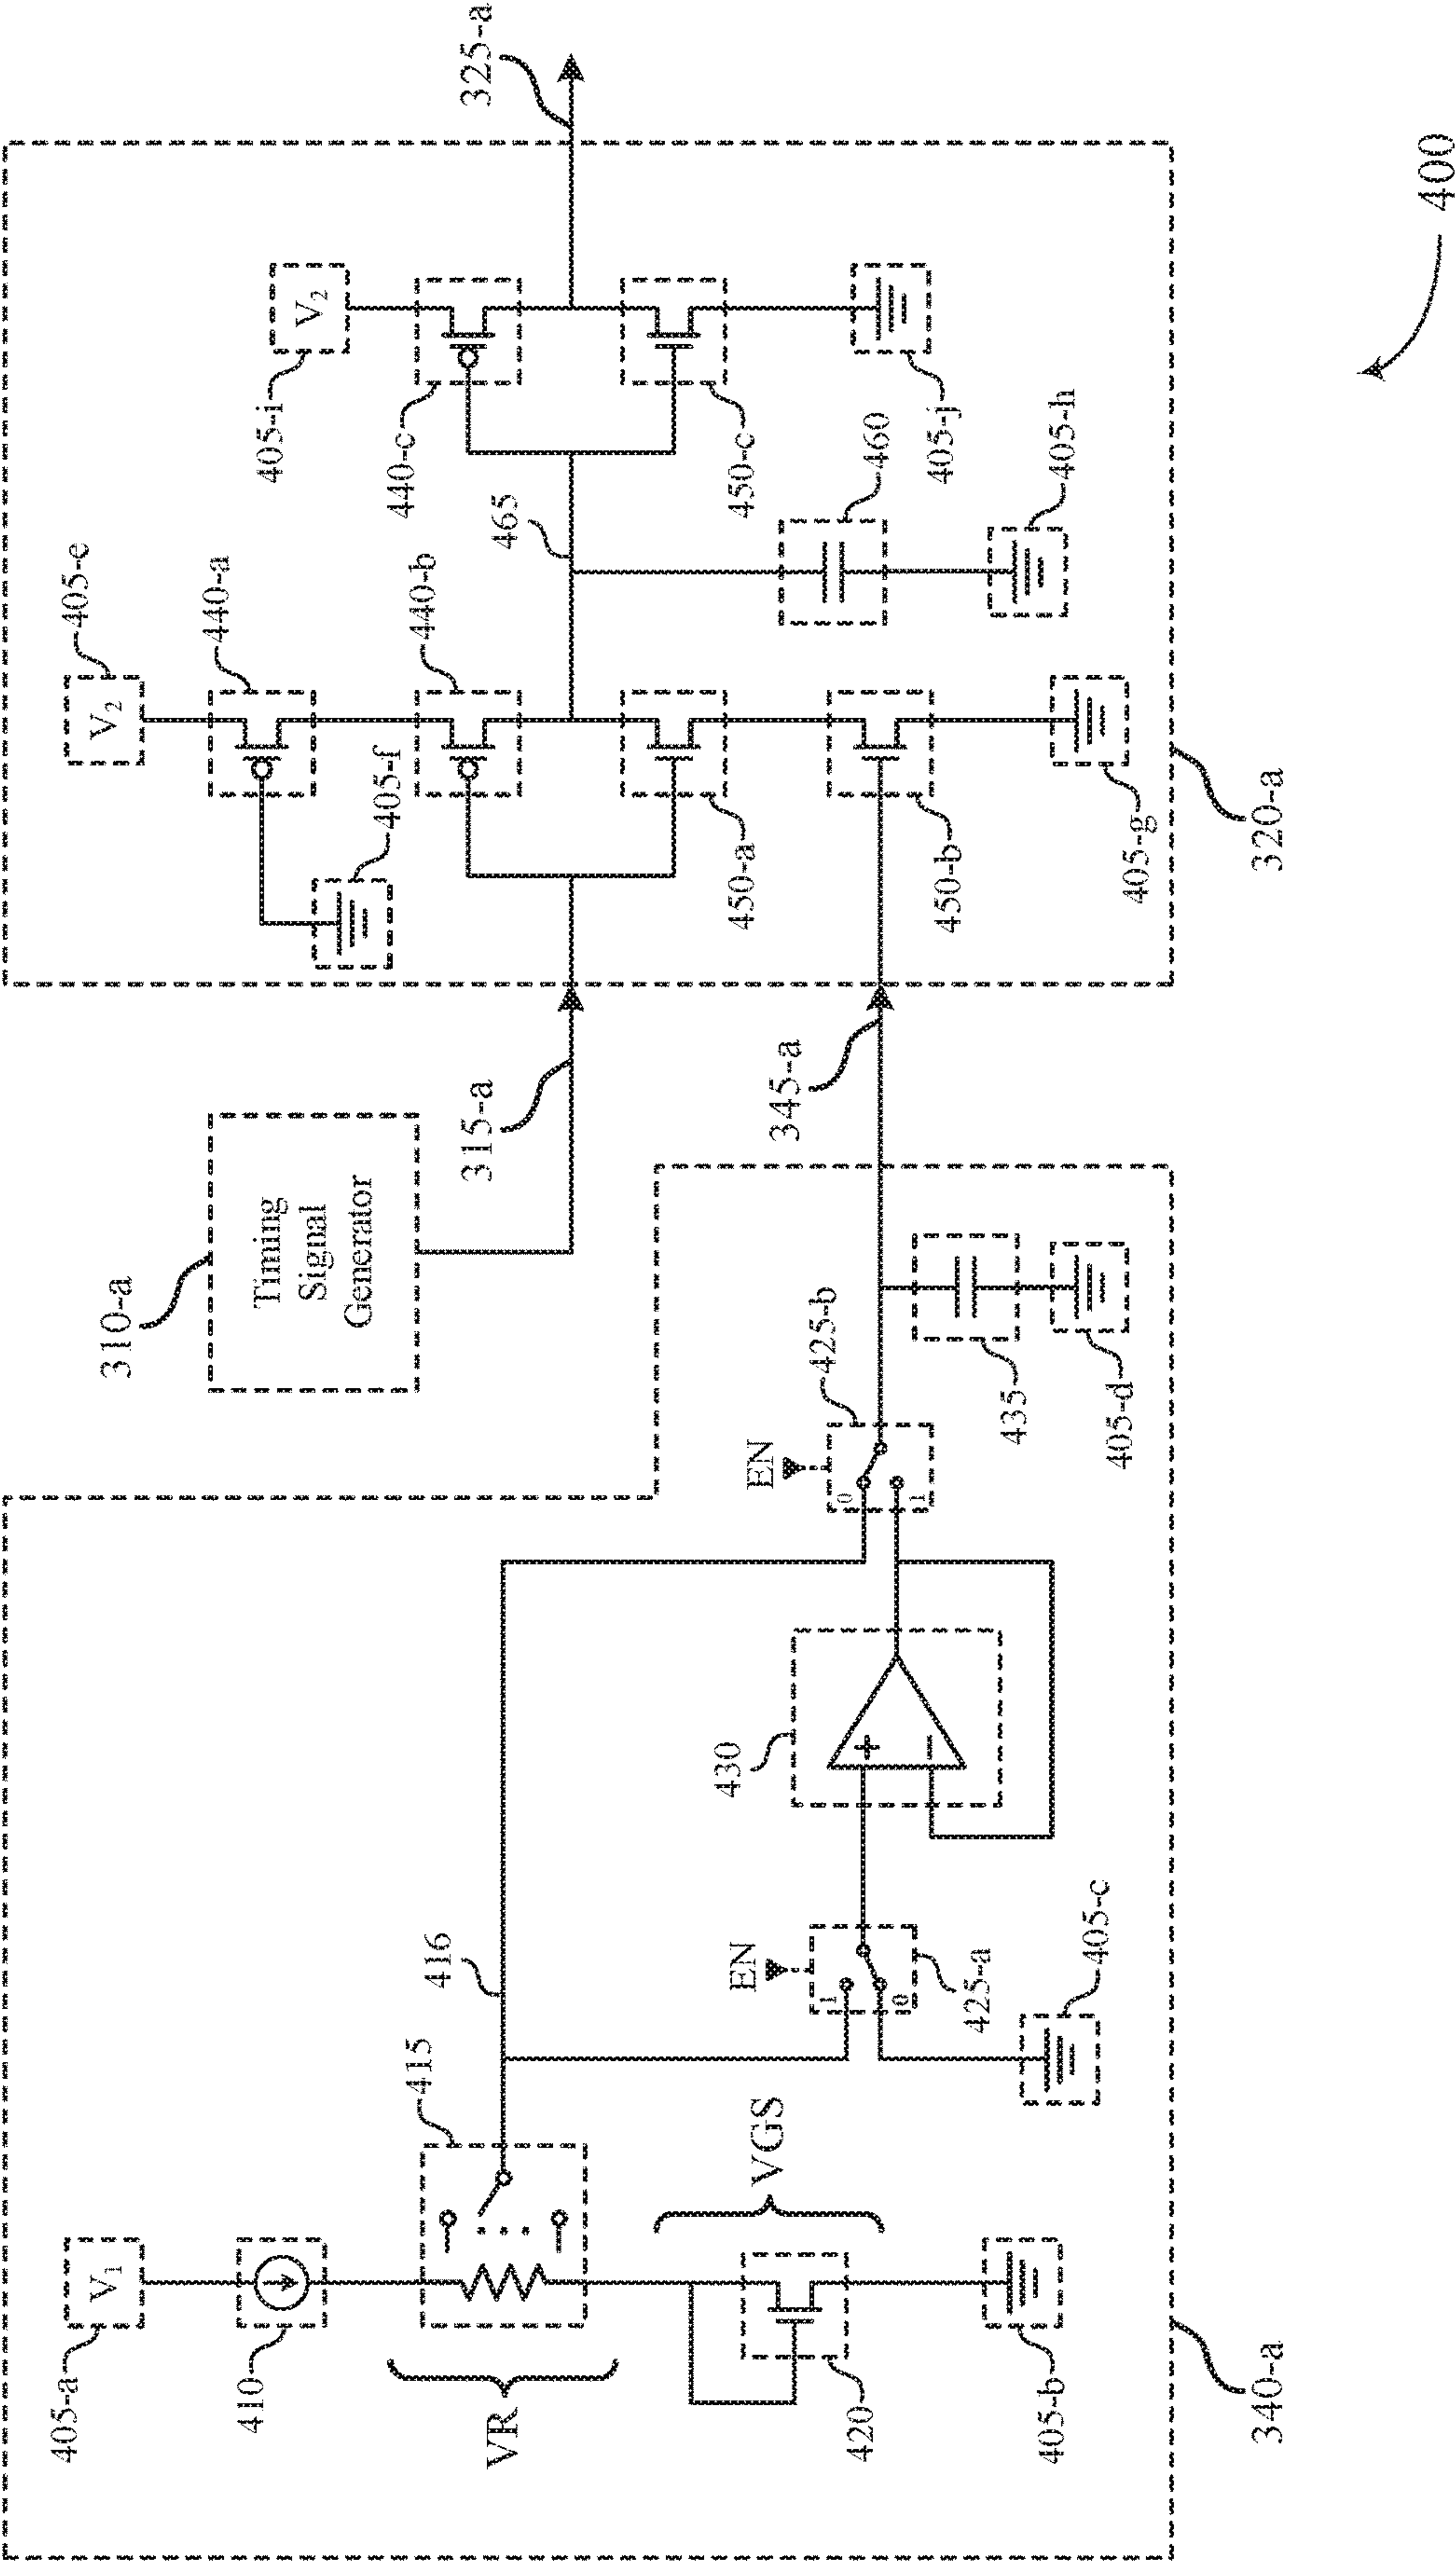 405-a
V1
410
VR
415
416
VGS
420
405-b
EN
1
0
425-a
405-c
430
EN
0
1
425-b
435
405-d
340-a
310-a
Timing
Signal
Generator
315-a
345-a
405-e
V2
440-a
405-f
440-b
450-a
450-b
405-g
465
460
405-h
405-i
V2
440-c
450-c
405-j
325-a
320-a
400